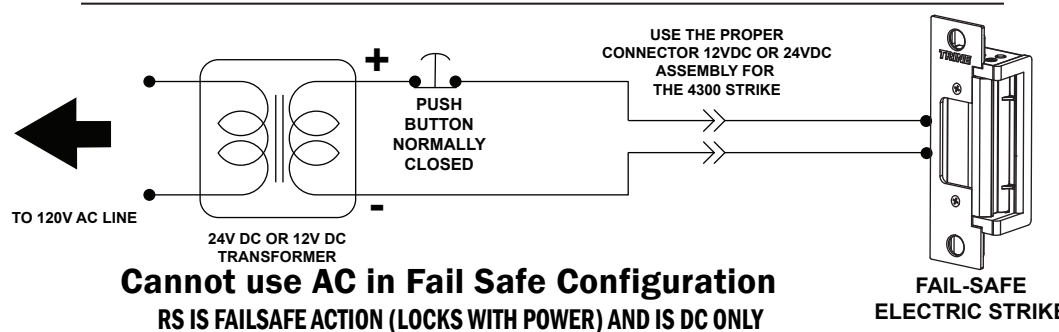 USE THE PROPER
CONNECTOR 12VDC OR 24VDC
ASSEMBLY FOR
THE 4300 STRIKE
TRINE
+
PUSH
BUTTON
NORMALLY
CLOSED
-
TO 120V AC LINE
24V DC OR 12V DC
TRANSFORMER
Cannot use AC in Fail Safe Configuration
RS IS FAILSAFE ACTION (LOCKS WITH POWER) AND IS DC ONLY
FAIL-SAFE
ELECTRIC STRIKE